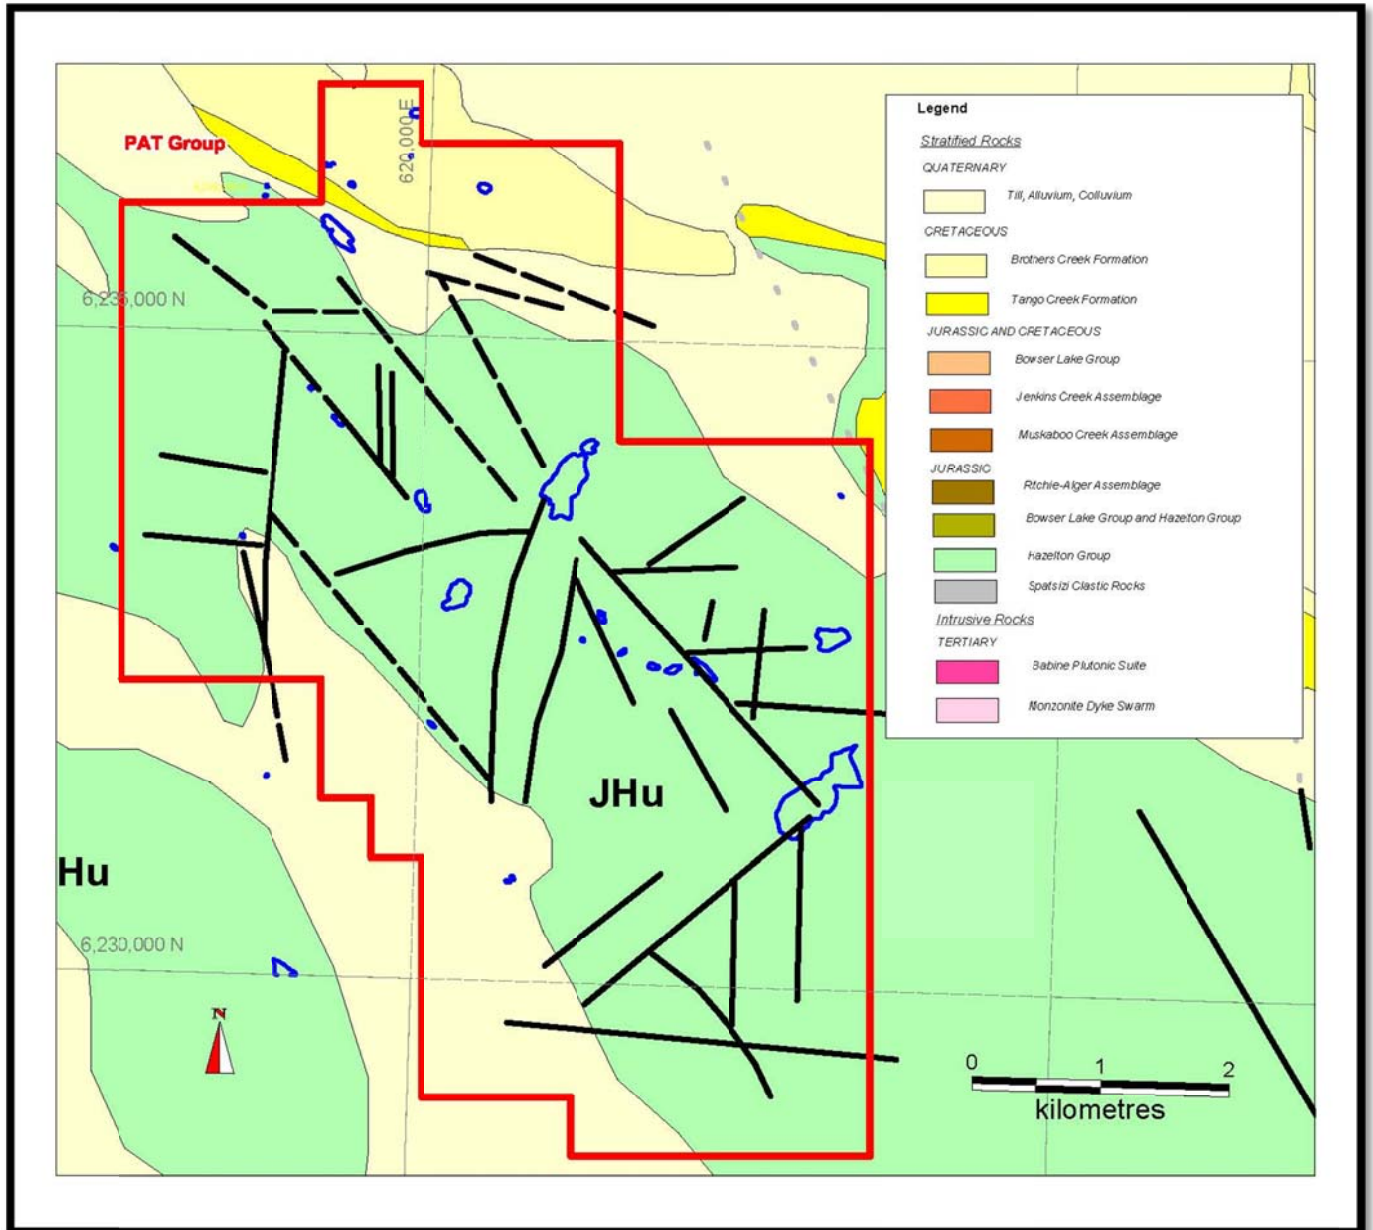 PAT Group
620,000 E
6,235,000 N
6,230,000 N
Hu
JHu
N
0 1 2
kilometres
Legend
Stratified Rocks
QUATERNARY
Till, Alluvium, Colluvium
CRETACEOUS
Brothers Creek Formation
Tango Creek Formation
JURASSIC AND CRETACEOUS
Bowser Lake Group
Jenkins Creek Assemblage
Muskaboo Creek Assemblage
JURASSIC
Ritchie-Alger Assemblage
Bowser Lake Group and Hazelton Group
Hazelton Group
Spatsizi Clastic Rocks
Intrusive Rocks
TERTIARY
Babine Plutonic Suite
Monzonite Dyke Swarm